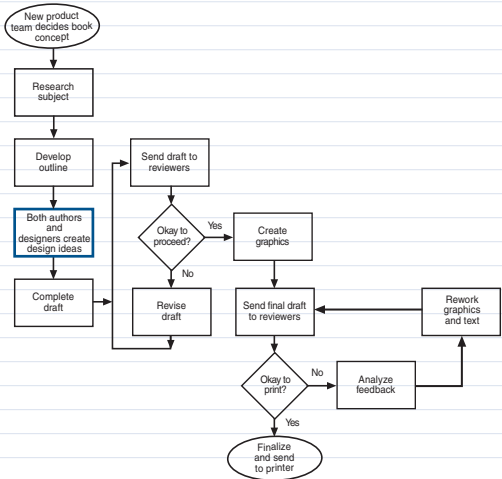 New product
team decides book
concept
Research
subject
Develop
outline
Both authors
and
designers create
design ideas
Complete
draft
Send draft to
reviewers
Okay to
proceed?
Yes
No
Revise
draft
Create
graphics
Send final draft
to reviewers
Okay to
print?
No
Yes
Analyze
feedback
Rework
graphics
and text
Finalize
and send
to printer